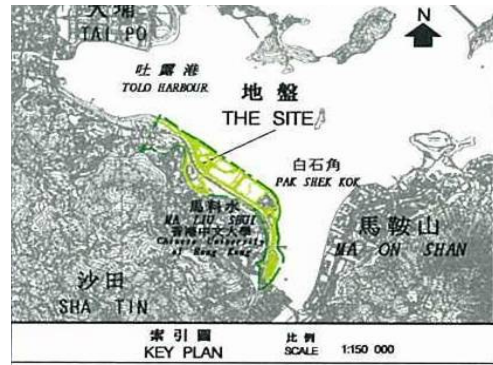 大埔
TAI PO
N
吐露港
TOLO HARBOUR
地盤
THE SITE
白石角
PAK SHEK KOK
馬料水
MA LIU SHUI
香港中文大學
Chinese University
of Hong Kong
馬鞍山
MA ON SHAN
沙田
SHA TIN
索引圖
KEY PLAN
比例
SCALE 1:150 000